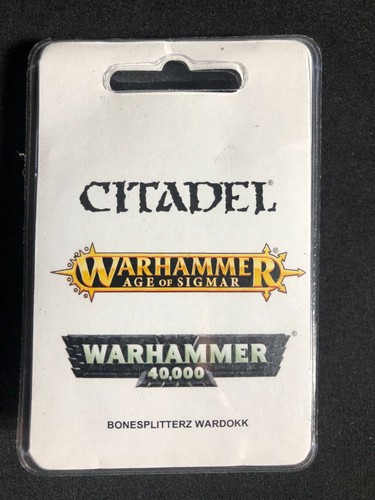 CITADEL®
WARHAMMER®
AGE OF SIGMAR
WARHAMMER®
40,000
BONESPLITTERZ WARDOKK